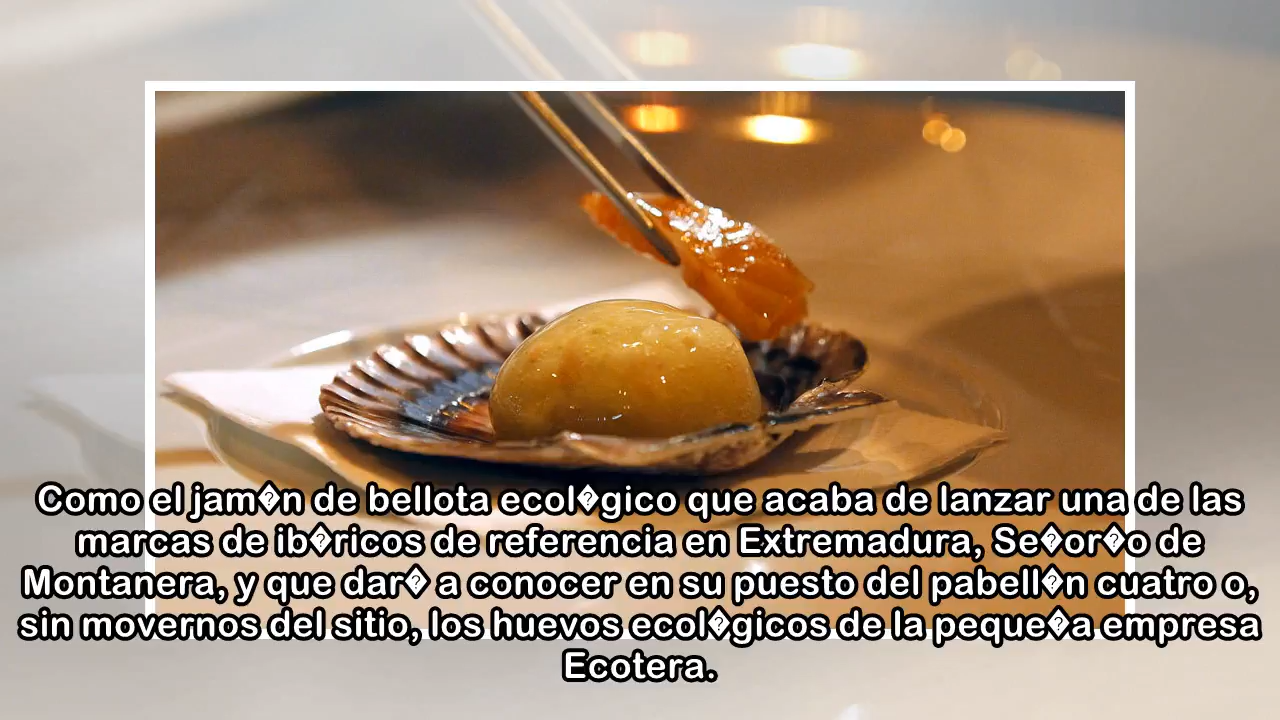 Como el jam�n de bellota ecol�gico que acaba de lanzar una de las
marcas de ib�ricos de referencia en Extremadura, Se�or�o de
Montanera, y que dar� a conocer en su puesto del pabell�n cuatro o,
sin movernos del sitio, los huevos ecol�gicos de la peque�a empresa
Ecotera.